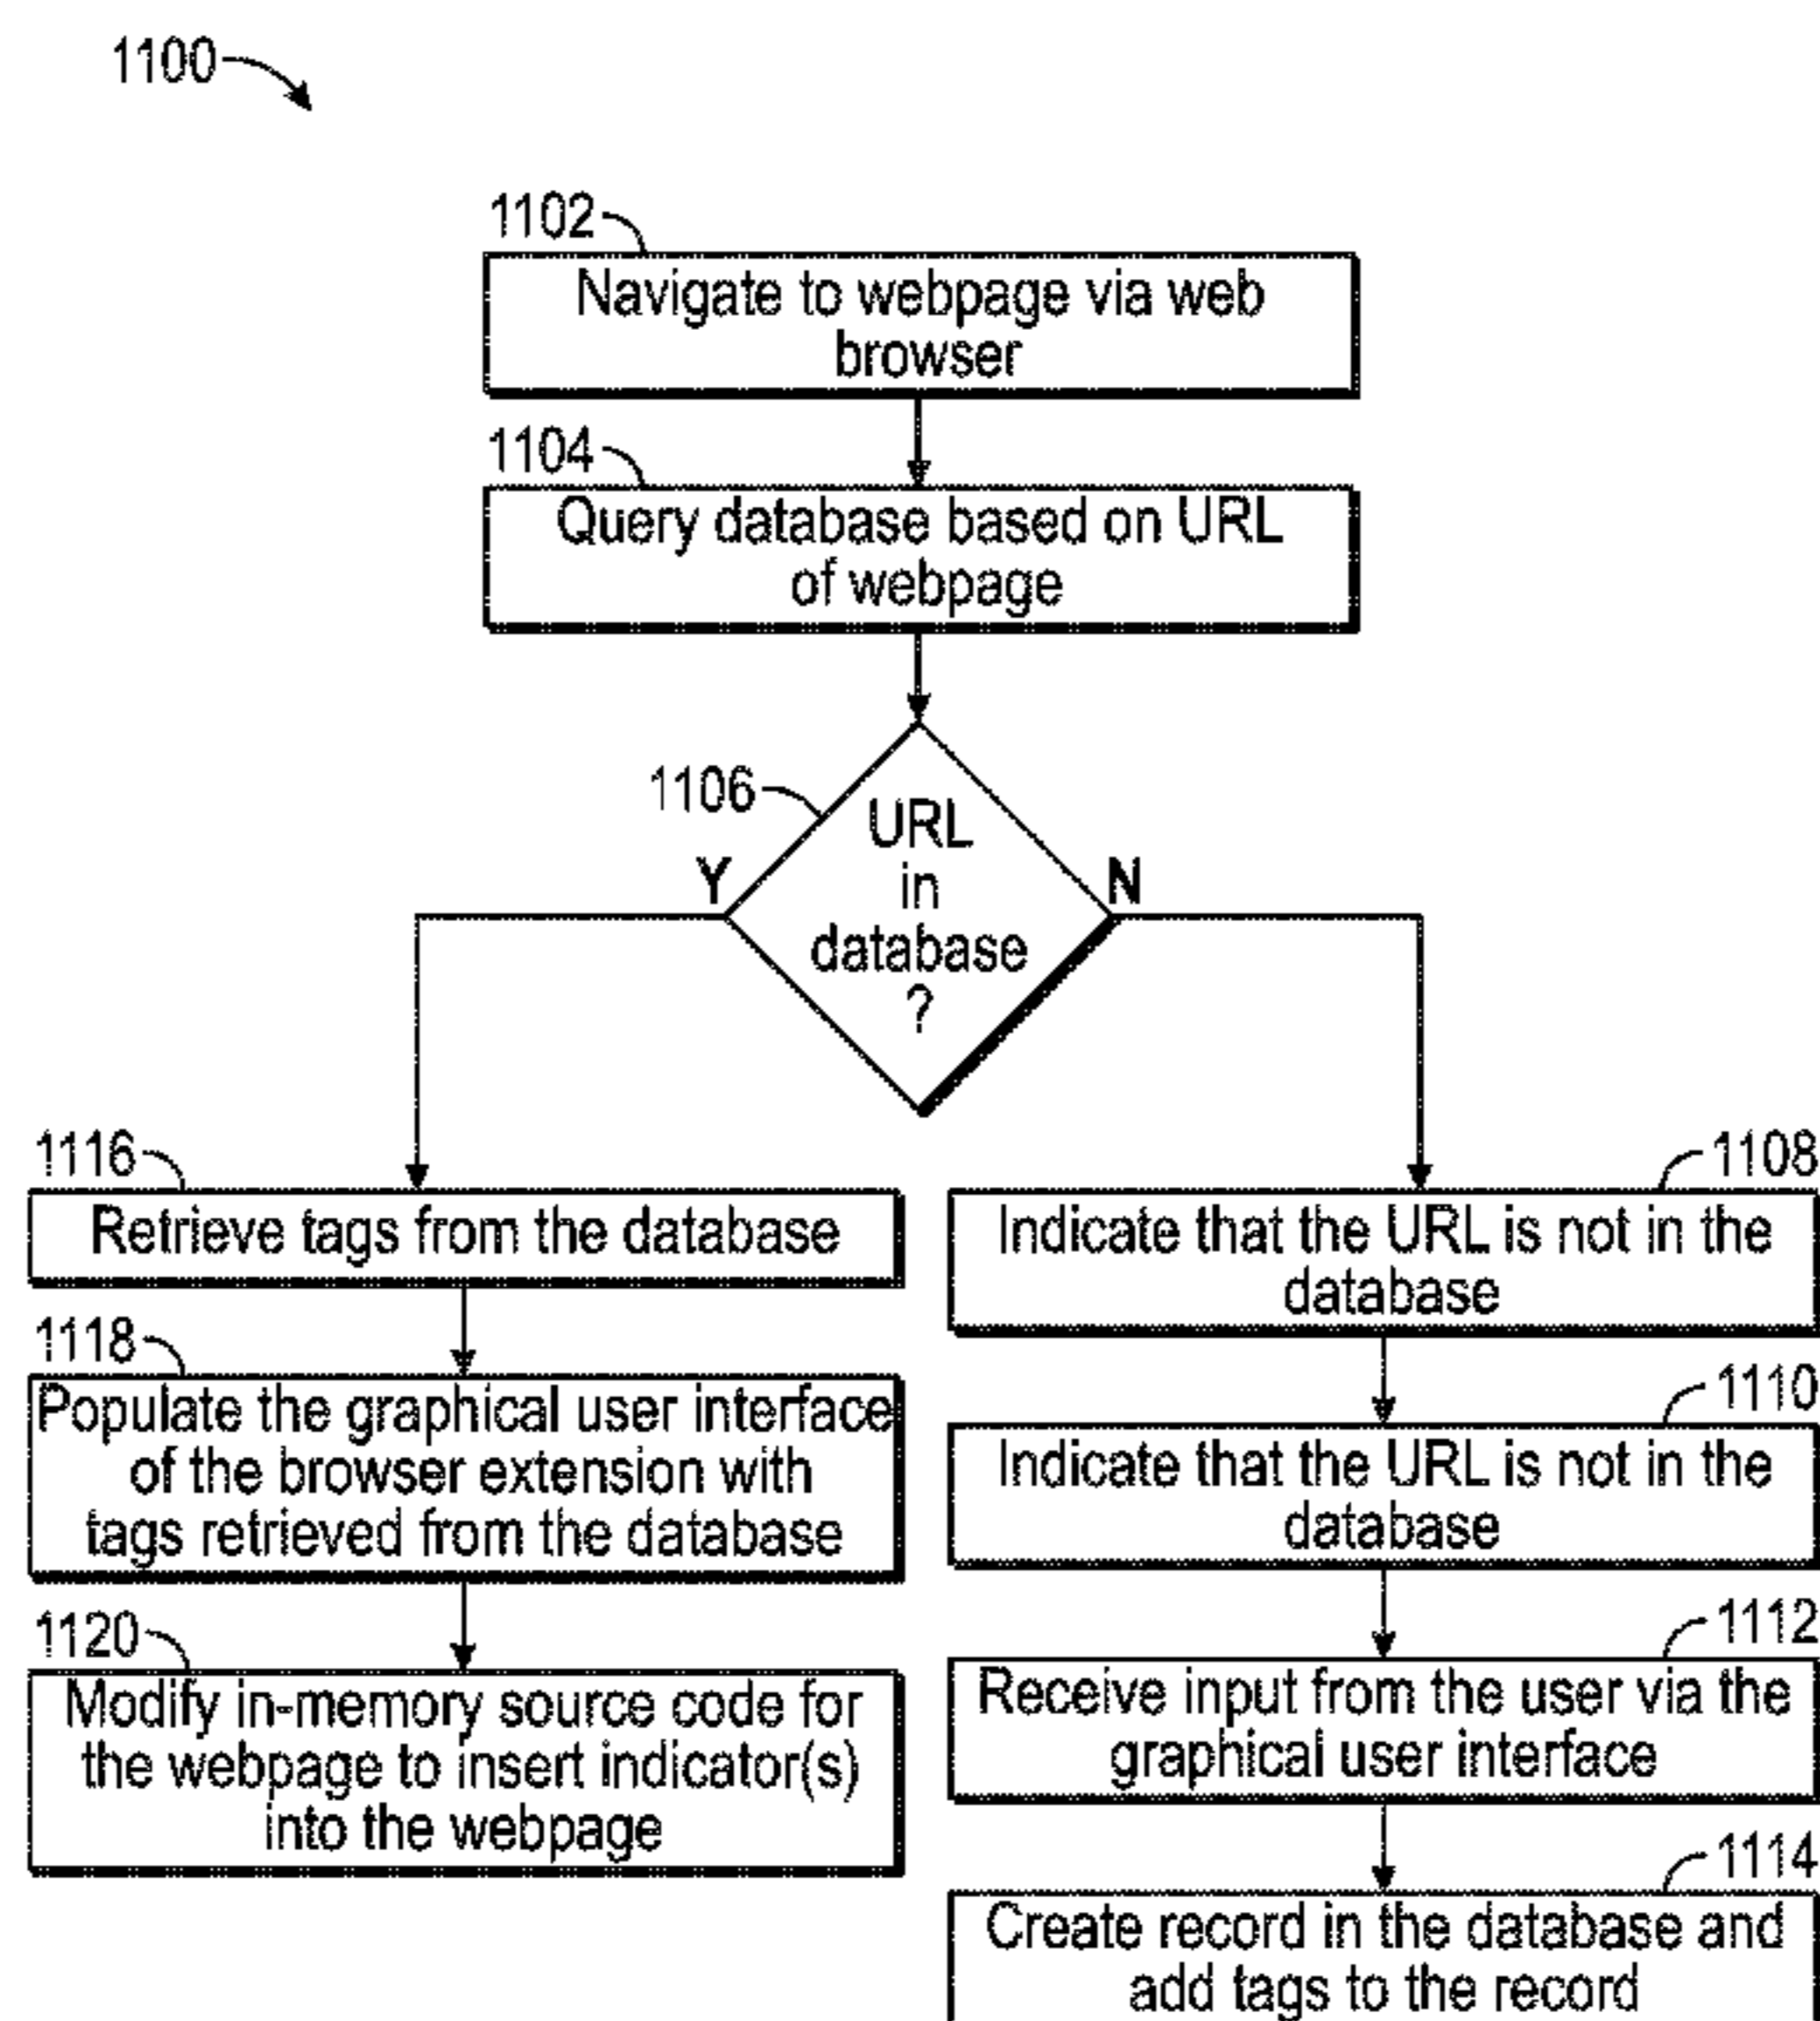 1100
1102
Navigate to webpage via web
browser
1104
Query database based on URL
of webpage
1106
URL
in
database
?
Y
N
1116
Retrieve tags from the database
1118
Populate the graphical user interface
of the browser extension with
tags retrieved from the database
1120
Modify in-memory source code for
the webpage to insert indicator(s)
into the webpage
1108
Indicate that the URL is not in the
database
1110
Indicate that the URL is not in the
database
1112
Receive input from the user via the
graphical user interface
1114
Create record in the database and
add tags to the record